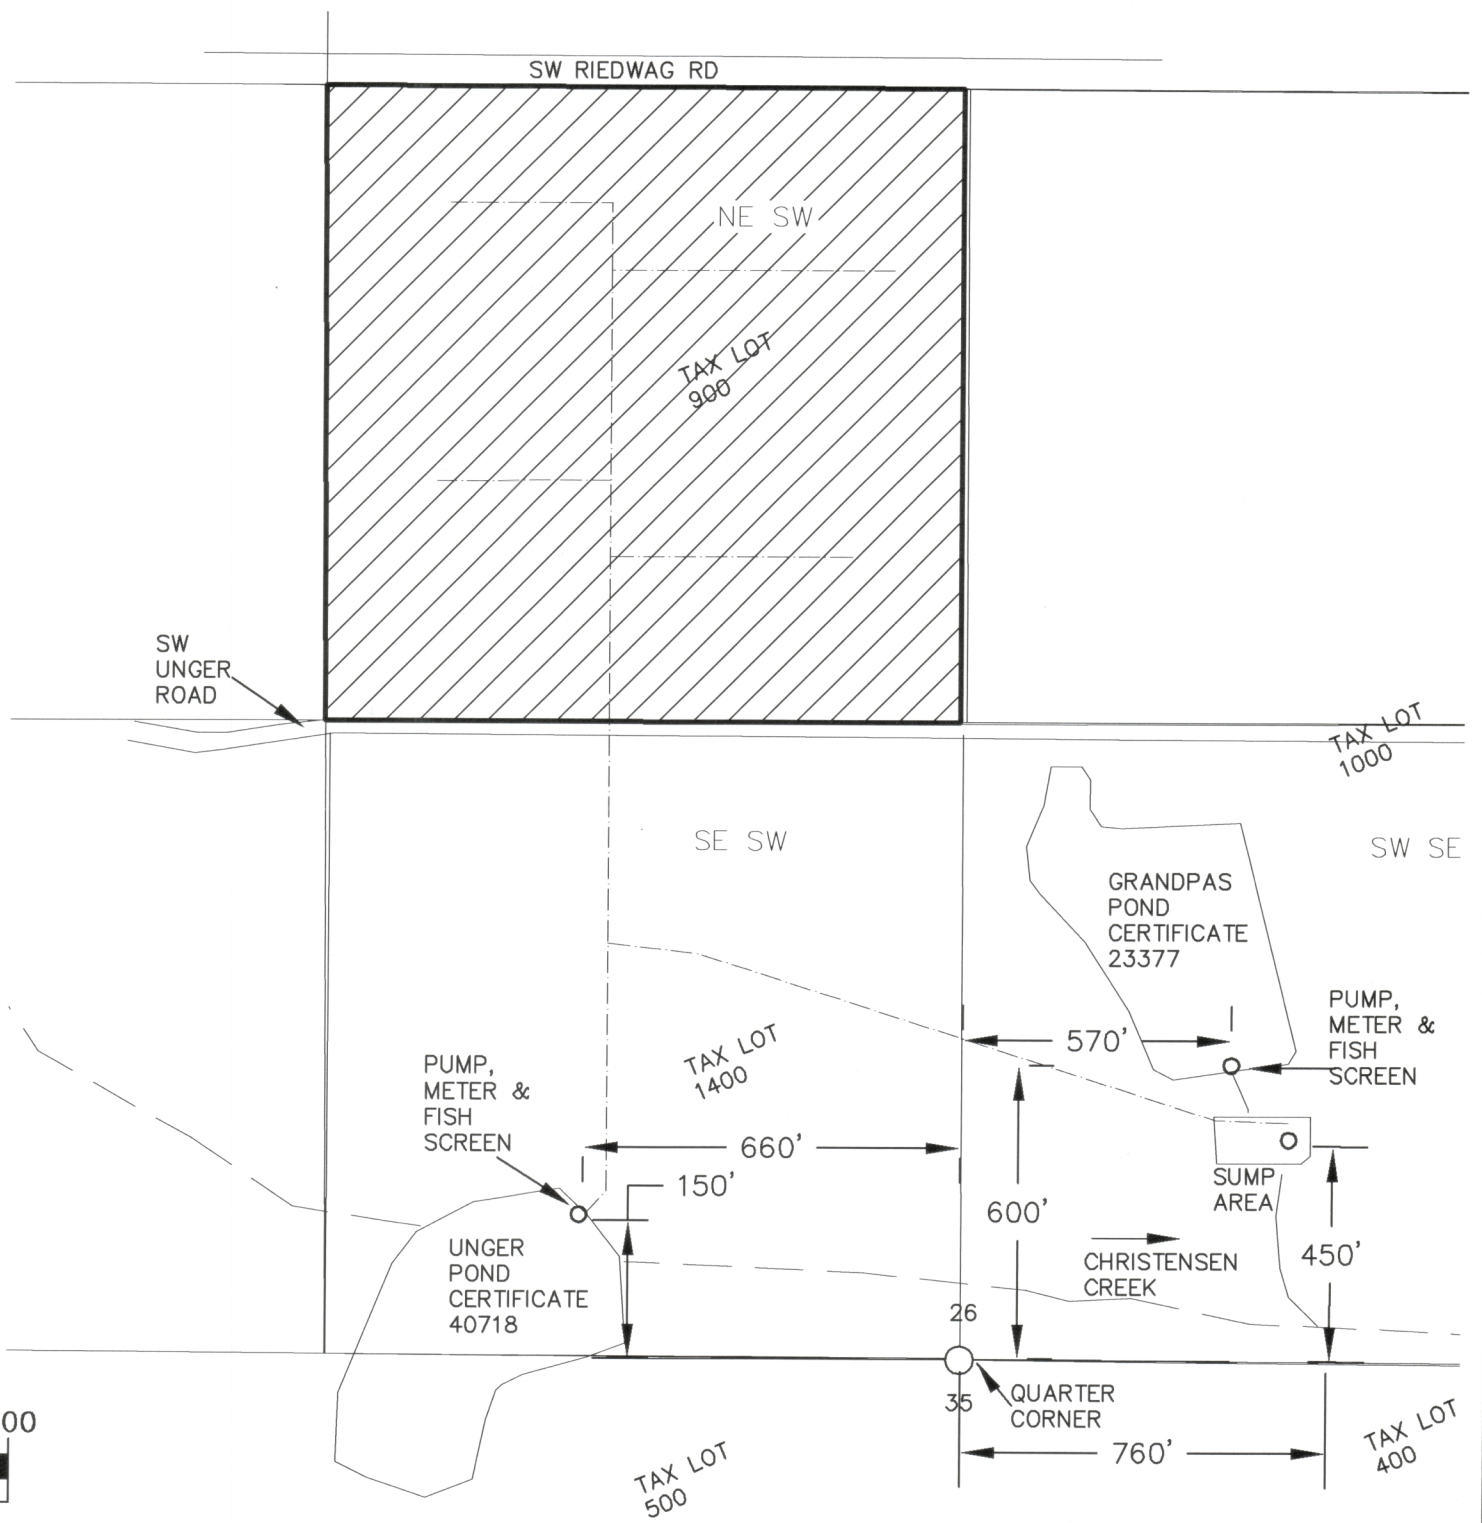 SW RIEDWAG RD
NE SW
TAX LOT
900
SW
UNGER
ROAD
TAX LOT
1000
SE SW
SW SE
GRANDPAS
POND
CERTIFICATE
23377
PUMP,
METER &
FISH
SCREEN
570'
TAX LOT
1400
PUMP,
METER &
FISH
SCREEN
660'
150'
600'
SUMP
AREA
450'
UNGER
POND
CERTIFICATE
40718
CHRISTENSEN
CREEK
26
35
QUARTER
CORNER
760'
TAX LOT
400
TAX LOT
500
00